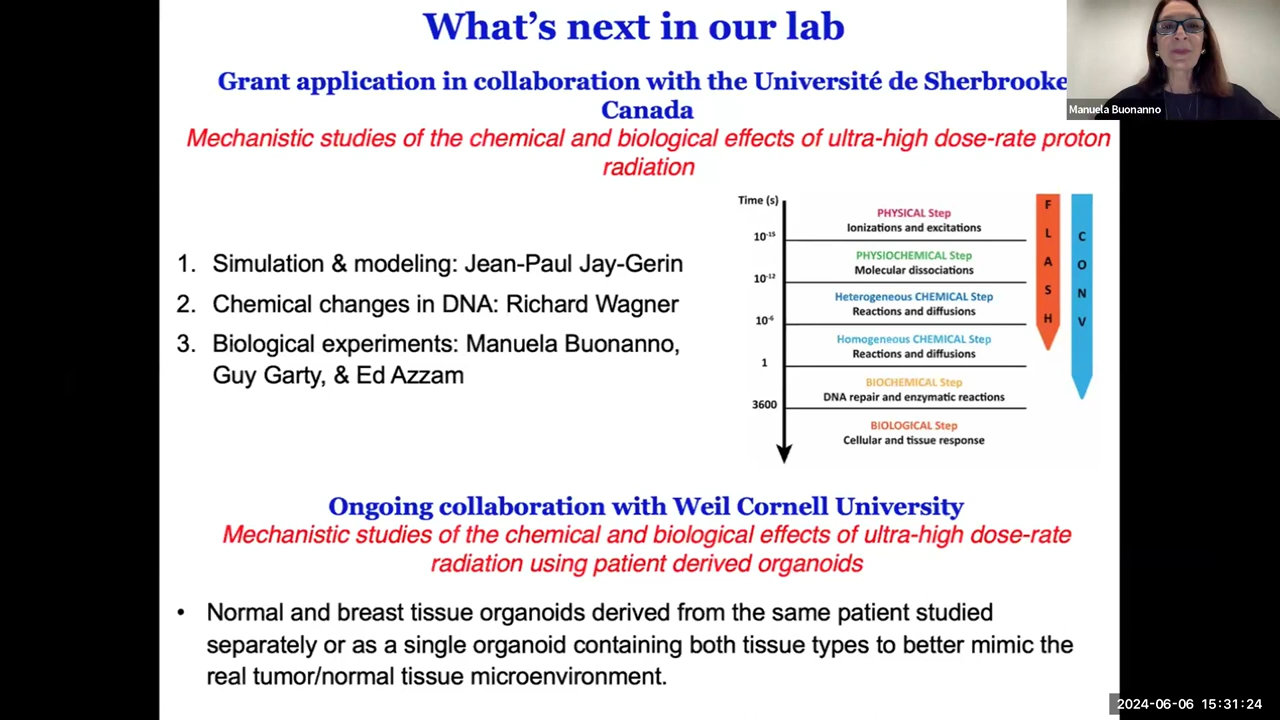 What's next in our lab
Grant application in collaboration with the Université de Sherbrooke
Canada
Mechanistic studies of the chemical and biological effects of ultra-high dose-rate proton
radiation
Manuela Buonanno
1. Simulation & modeling: Jean-Paul Jay-Gerin
2. Chemical changes in DNA: Richard Wagner
3. Biological experiments: Manuela Buonanno,
Guy Garty, & Ed Azzam
Time (s)
PHYSICAL Step
Ionizations and excitations
10⁻¹⁵
PHYSIOCHEMICAL Step
Molecular dissociations
10⁻¹²
Heterogeneous CHEMICAL Step
Reactions and diffusions
10⁻⁶
Homogeneous CHEMICAL Step
Reactions and diffusions
1
BIOCHEMICAL Step
DNA repair and enzymatic reactions
3600
BIOLOGICAL Step
Cellular and tissue response
FLASH
CONV
Ongoing collaboration with Weil Cornell University
Mechanistic studies of the chemical and biological effects of ultra-high dose-rate
radiation using patient derived organoids
• Normal and breast tissue organoids derived from the same patient studied
separately or as a single organoid containing both tissue types to better mimic the
real tumor/normal tissue microenvironment.
2024-06-06 15:31:24